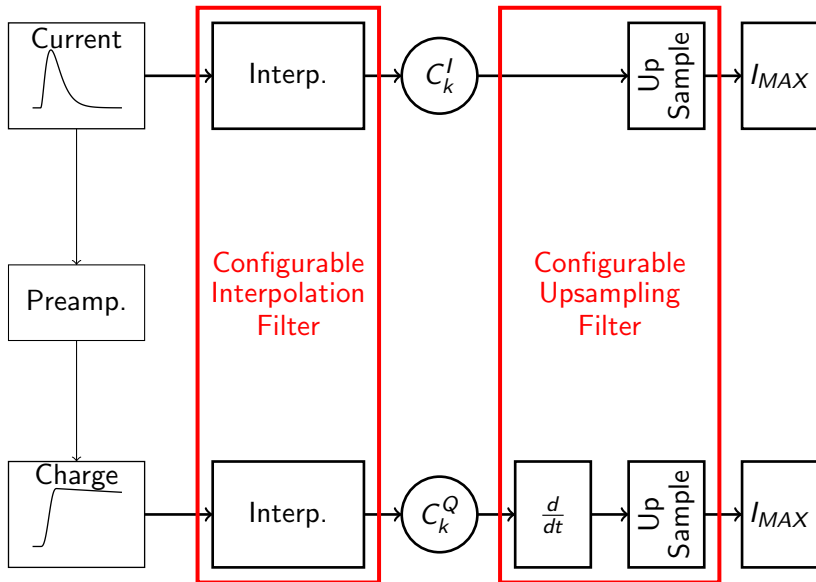 Current
Interp.
C_k^I
Up
Sample
I_MAX
Configurable
Interpolation
Filter
Configurable
Upsampling
Filter
Preamp.
Charge
Interp.
C_k^Q
d
dt
Up
Sample
I_MAX